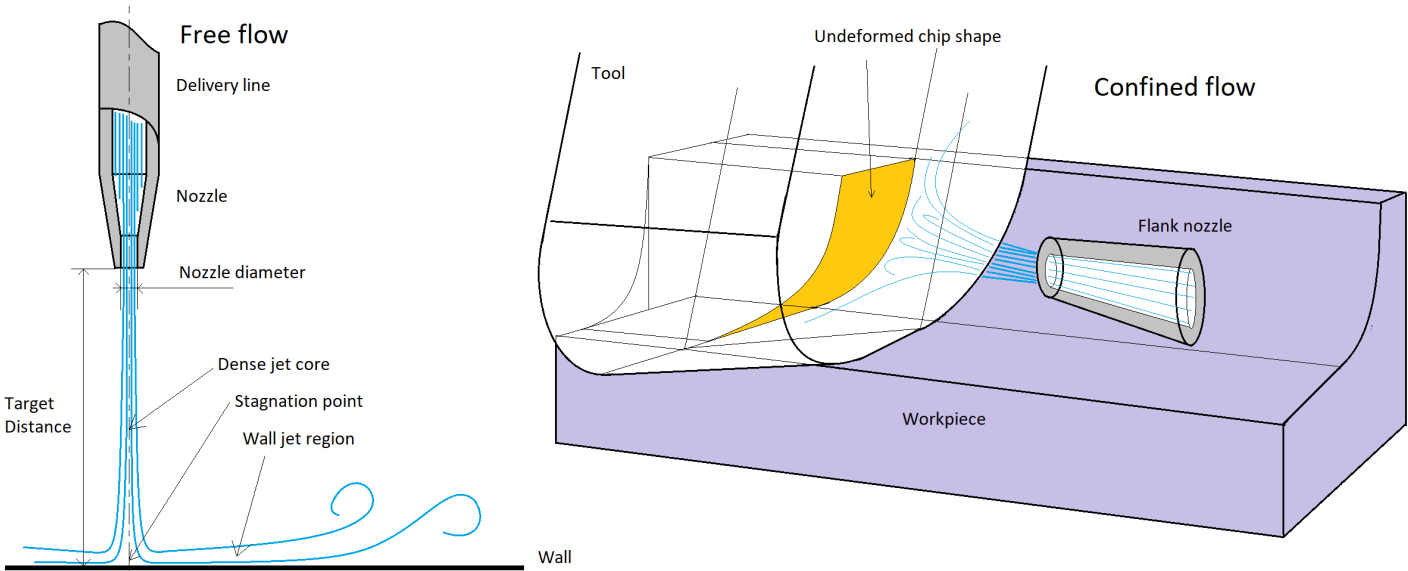 Free flow
Delivery line
Nozzle
Nozzle diameter
Dense jet core
Stagnation point
Wall jet region
Target
Distance
Wall
Undeformed chip shape
Tool
Confined flow
Flank nozzle
Workpiece